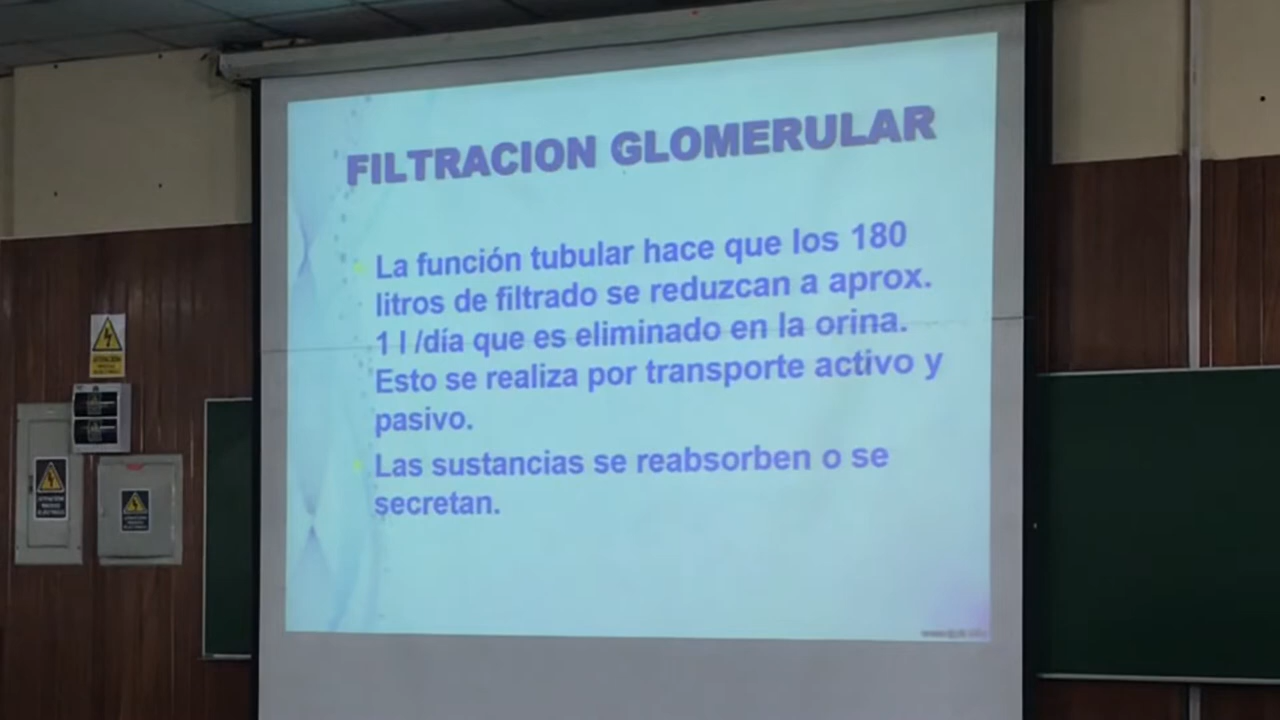 FILTRACION GLOMERULAR
La función tubular hace que los 180
litros de filtrado se reduzcan a aprox.
1 l /día que es eliminado en la orina.
Esto se realiza por transporte activo y
pasivo.
Las sustancias se reabsorben o se
secretan.
ATENCION